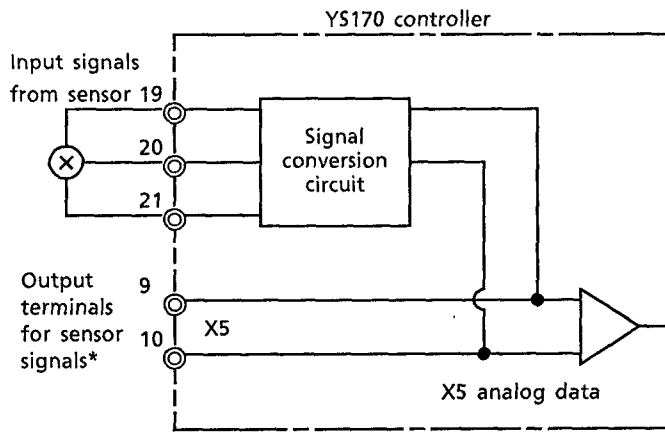 YS170 controller
Input signals
from sensor 19
20
21
Signal
conversion
circuit
Output
terminals
for sensor
signals*
9
10
X5
X5 analog data